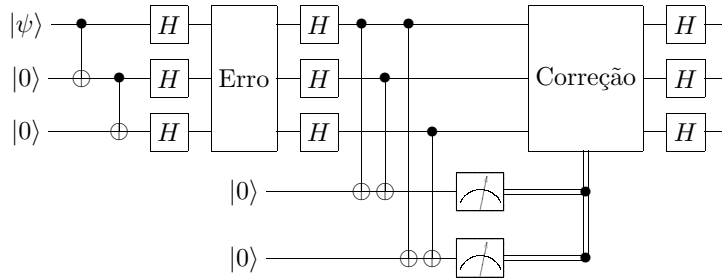 |ψ⟩ H H H
|0⟩ H Erro H Correção H
|0⟩ H H H
|0⟩
|0⟩